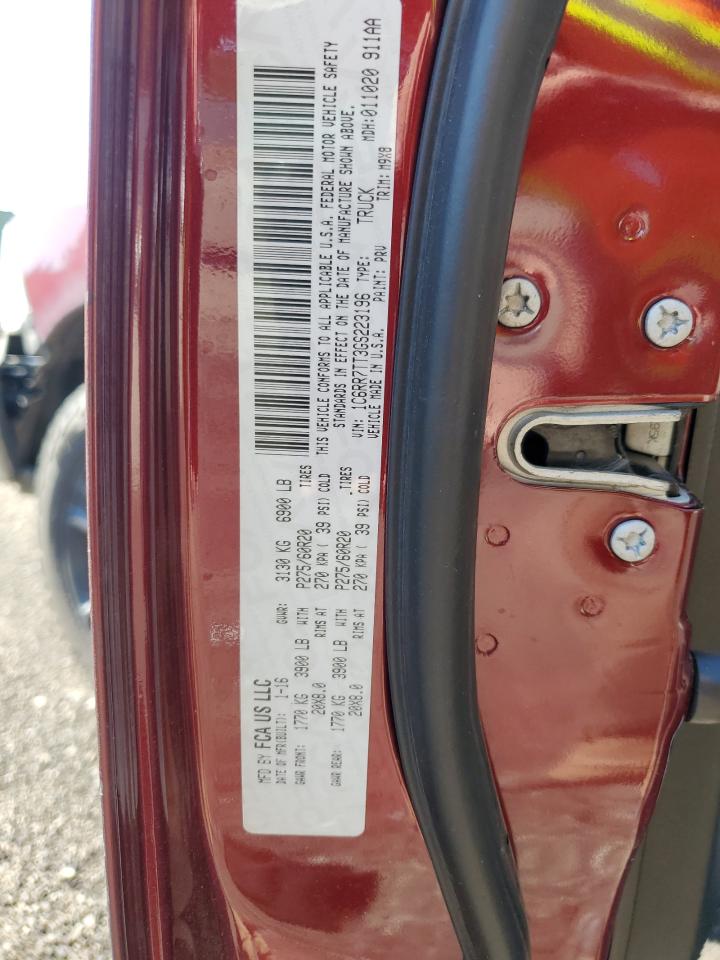 MFD BY FCA US LLC
DATE OF MFR(BUILT): 1-16 GVWR: 3130 KG 6900 LB
GAWR FRONT: 1770 KG 3900 LB WITH P275/60R20 TIRES
20X8.0 RIMS AT 270 KPA ( 39 PSI) COLD
GAWR REAR: 1770 KG 3900 LB WITH P275/60R20 .TIRES
20X8.0 RIMS AT 270 KPA ( 39 PSI) COLD
THIS VEHICLE CONFORMS TO ALL APPLICABLE U.S.A. FEDERAL MOTOR VEHICLE SAFETY
STANDARDS IN EFFECT ON THE DATE OF MANUFACTURE SHOWN ABOVE.
VIN: 1C6RR7TT3GS223196 TYPE: TRUCK MDH:011020 911AA
VEHICLE MADE IN U.S.A. PAINT: PRV TRIM: M9X8